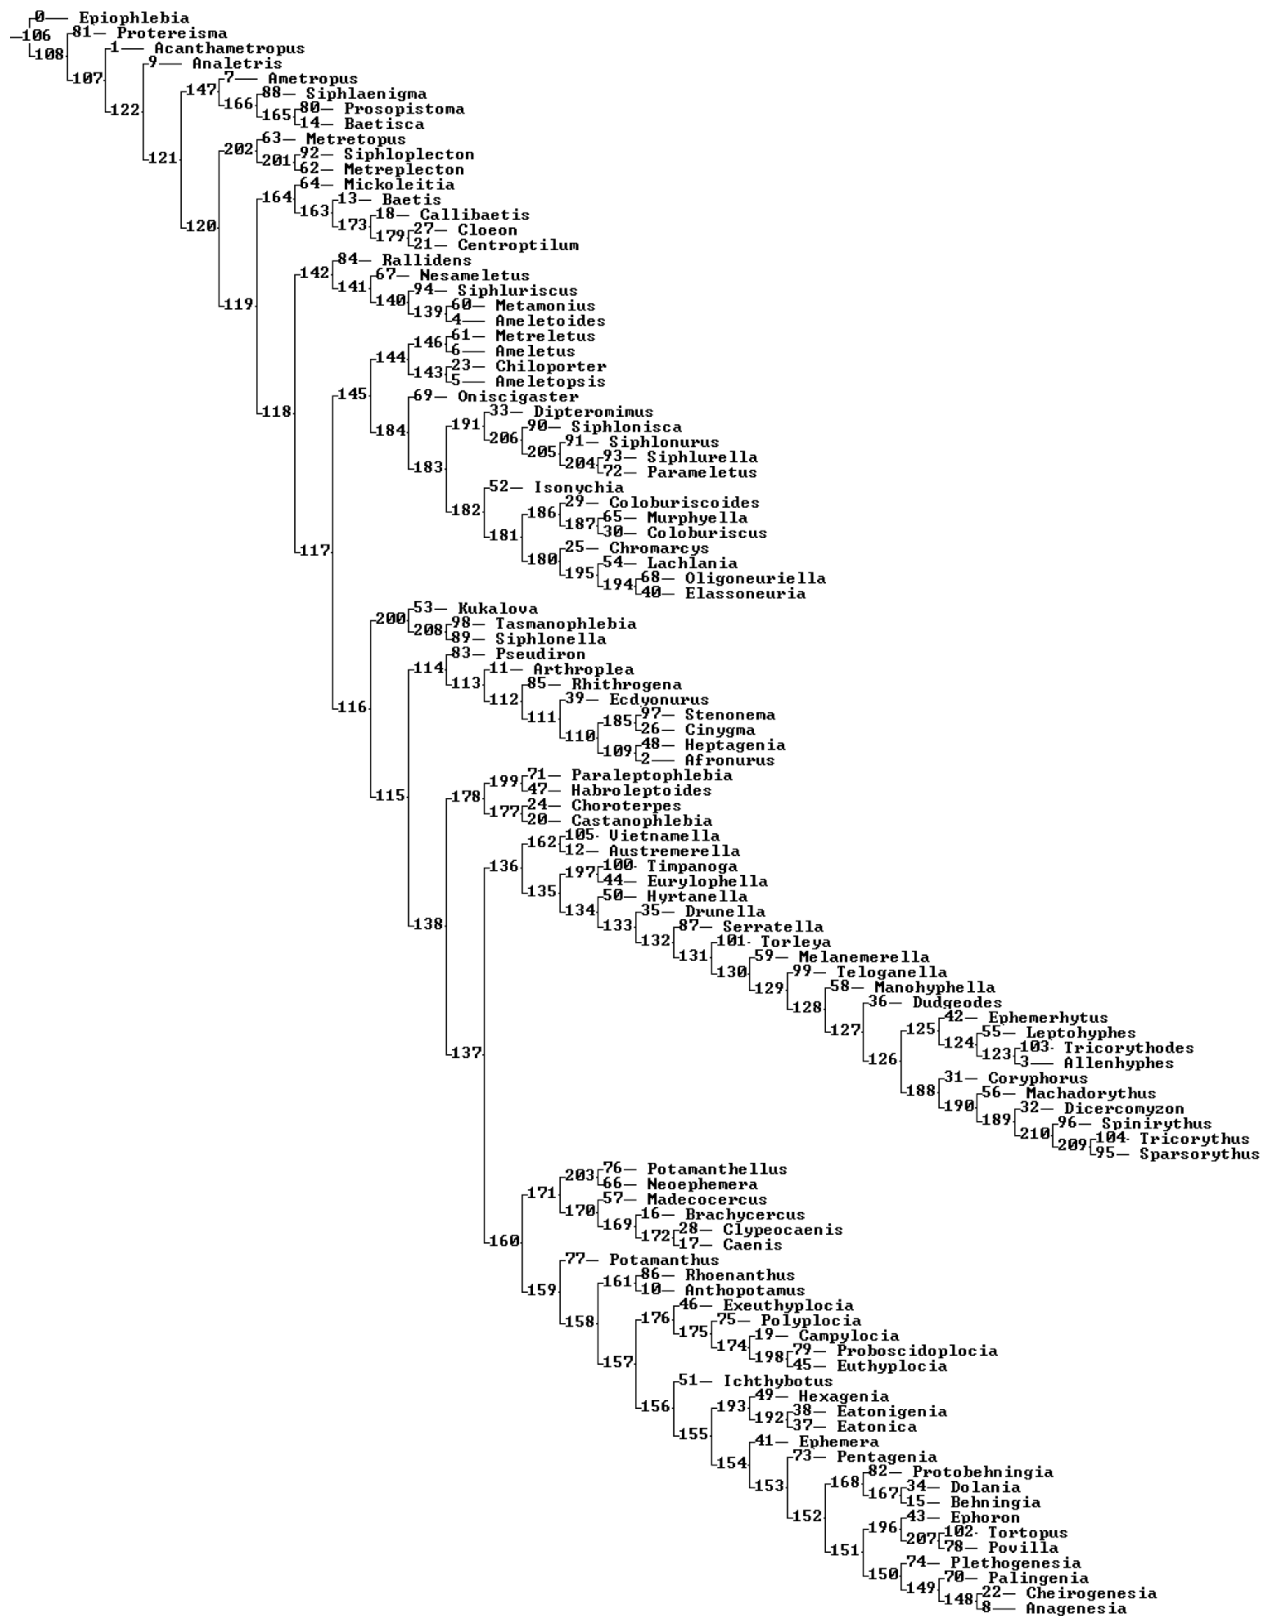 0 Epiophlebia
106 81 Protereisma
108 1 Acanthametropus
107 9 Analetris
147 7 Ametropus
122 166 88 Siphlaenigma
165 80 Prosopistoma
14 Baetisca
63 Metretopus
202 92 Siphloplecton
121 201 62 Metreplecton
64 Mickoleitia
164 13 Baetis
163 18 Callibaetis
120 173 27 Cloeon
179 21 Centroptilum
84 Rallidens
142 67 Nesameletus
141 94 Siphluriscus
119 140 60 Metamonius
139 4 Ameletoides
61 Metreletus
146 6 Ameletus
144 23 Chiloporter
143 5 Ameletopsis
145 69 Oniscigaster
118 33 Dipteromimus
184 191 90 Siphlonisca
206 91 Siphlonurus
205 93 Siphlurella
183 204 72 Parameletus
52 Isonychia
29 Coloburiscoides
182 186 65 Murphyella
187 30 Coloburiscus
181 25 Chromarcys
117 180 54 Lachlania
195 68 Oligoneuriella
194 40 Elassoneuria
53 Kukalova
200 98 Tasmanophlebia
208 89 Siphlonella
83 Pseudiron
114 11 Arthroplea
113 85 Rhithrogena
112 39 Ecdyonurus
116 111 185 97 Stenonema
26 Cinygma
110 48 Heptagenia
109 2 Afronurus
71 Paraleptophlebia
199 47 Habroleptoides
115 178 24 Choroterpes
177 20 Castanophlebia
105 Vietnamella
162 12 Austremerella
136 100 Timpanoga
197 44 Eurylophella
135 50 Hyrtanella
134 35 Drunella
138 133 87 Serratella
132 101 Torleya
131 59 Melanemerella
130 99 Teloganella
129 58 Manohyphella
128 36 Dudgeodes
42 Ephemerhytus
127 125 55 Leptohyphes
124 103 Tricorythodes
137 126 123 3 Allenhyphes
31 Coryphorus
188 56 Machadorythus
190 32 Dicercomyzon
189 96 Spinirythus
210 104 Tricorythus
209 95 Sparsorythus
76 Potamanthellus
203 66 Neoephemera
171 57 Madecocercus
170 16 Brachycercus
169 28 Clypeocaenis
160 172 17 Caenis
77 Potamanthus
86 Rhoenanthus
159 161 10 Anthopotamus
46 Exeuthyplocia
158 176 75 Polyplocia
175 19 Campylocia
174 79 Proboscidoplocia
157 198 45 Euthyplocia
51 Ichthybotus
49 Hexagenia
156 193 38 Eatonigenia
192 37 Eatonica
155 41 Ephemera
73 Pentagenia
154 82 Protobehningia
153 168 34 Dolania
167 15 Behningia
152 43 Ephoron
196 102 Tortopus
207 78 Povilla
151 74 Plethogenesia
150 70 Palingenia
149 22 Cheirogenesia
148 8 Anagenesia